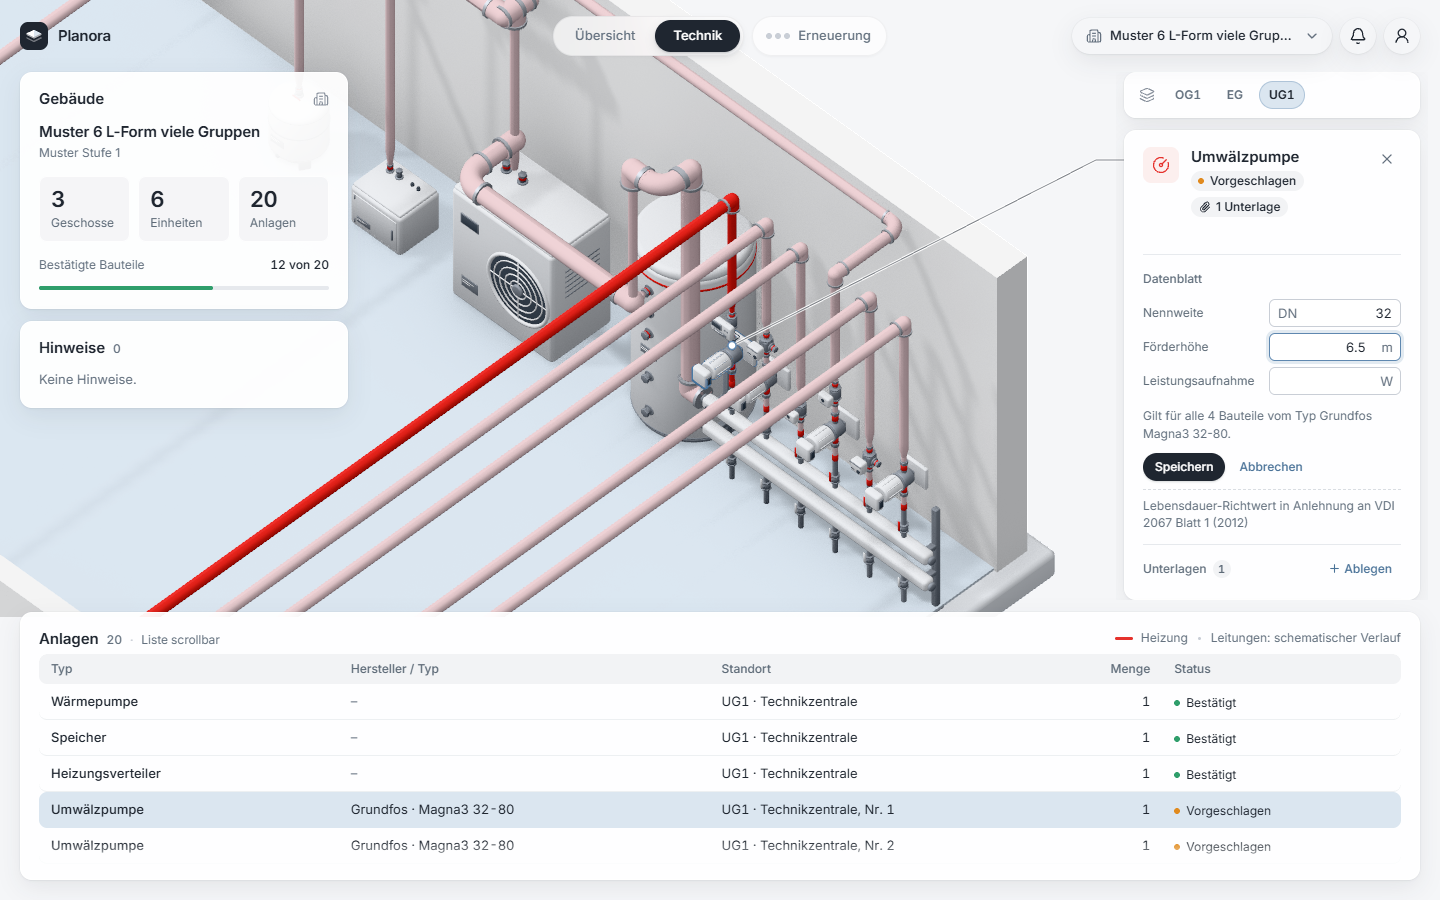 Planora
Übersicht
Technik
Erneuerung
Muster 6 L-Form viele Grup...
Gebäude
Muster 6 L-Form viele Gruppen
Muster Stufe 1
3
Geschosse
6
Einheiten
20
Anlagen
Bestätigte Bauteile
12 von 20
Hinweise 0
Keine Hinweise.
OG1
EG
UG1
Umwälzpumpe
Vorgeschlagen
1 Unterlage
Datenblatt
Nennweite DN 32
Förderhöhe 6.5 m
Leistungsaufnahme W
Gilt für alle 4 Bauteile vom Typ Grundfos
Magna3 32-80.
Speichern
Abbrechen
Lebensdauer-Richtwert in Anlehnung an VDI
2067 Blatt 1 (2012)
Unterlagen 1
+ Ablegen
Anlagen 20 · Liste scrollbar
Heizung · Leitungen: schematischer Verlauf
Typ Hersteller / Typ Standort Menge Status
Wärmepumpe – UG1 · Technikzentrale 1 Bestätigt
Speicher – UG1 · Technikzentrale 1 Bestätigt
Heizungsverteiler – UG1 · Technikzentrale 1 Bestätigt
Umwälzpumpe Grundfos · Magna3 32-80 UG1 · Technikzentrale, Nr. 1 1 Vorgeschlagen
Umwälzpumpe Grundfos · Magna3 32-80 UG1 · Technikzentrale, Nr. 2 1 Vorgeschlagen